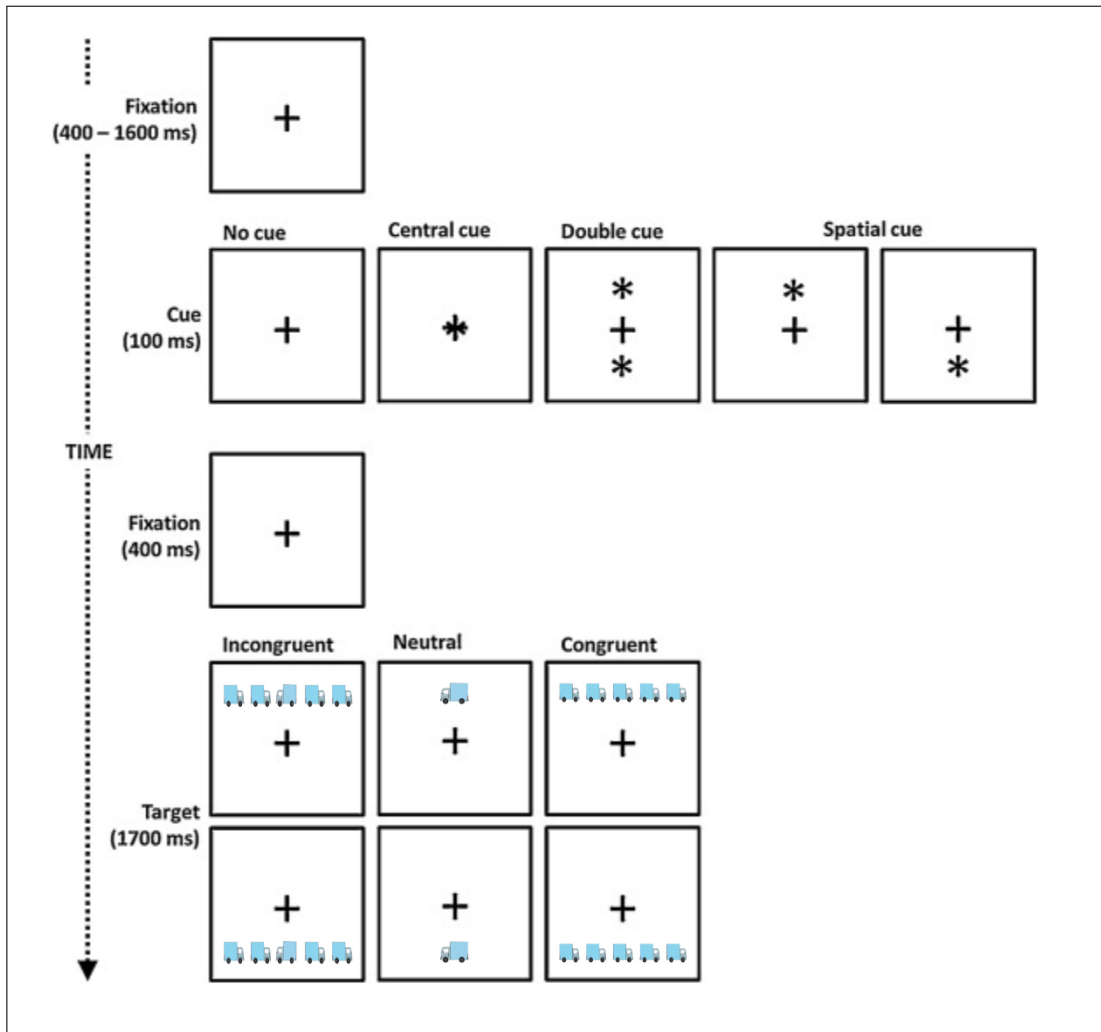 Fixation
(400 – 1600 ms)
No cue
Central cue
Double cue
Spatial cue
Cue
(100 ms)
TIME
Fixation
(400 ms)
Incongruent
Neutral
Congruent
Target
(1700 ms)